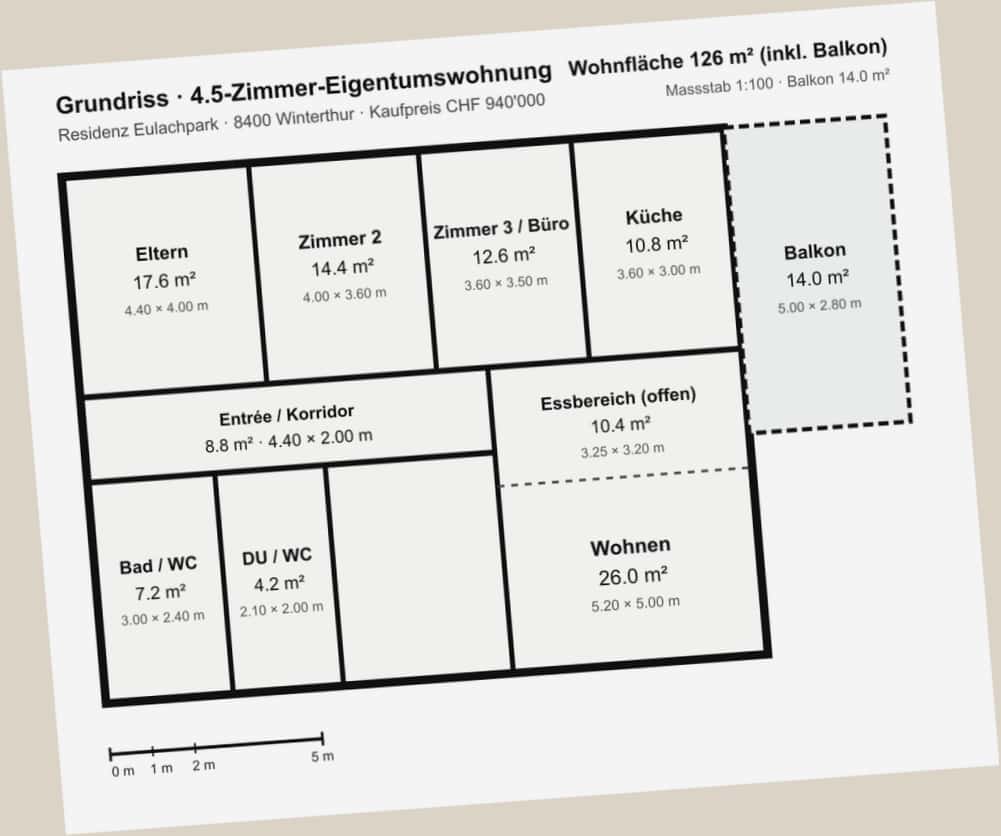 Grundriss · 4.5-Zimmer-Eigentumswohnung
Residenz Eulachpark · 8400 Winterthur · Kaufpreis CHF 940'000
Wohnfläche 126 m² (inkl. Balkon)
Massstab 1:100 · Balkon 14.0 m²
Eltern
17.6 m²
4.40 × 4.00 m
Zimmer 2
14.4 m²
4.00 × 3.60 m
Zimmer 3 / Büro
12.6 m²
3.60 × 3.50 m
Küche
10.8 m²
3.60 × 3.00 m
Balkon
14.0 m²
5.00 × 2.80 m
Entrée / Korridor
8.8 m² · 4.40 × 2.00 m
Essbereich (offen)
10.4 m²
3.25 × 3.20 m
Bad / WC
7.2 m²
3.00 × 2.40 m
DU / WC
4.2 m²
2.10 × 2.00 m
Wohnen
26.0 m²
5.20 × 5.00 m
0 m 1 m 2 m 5 m